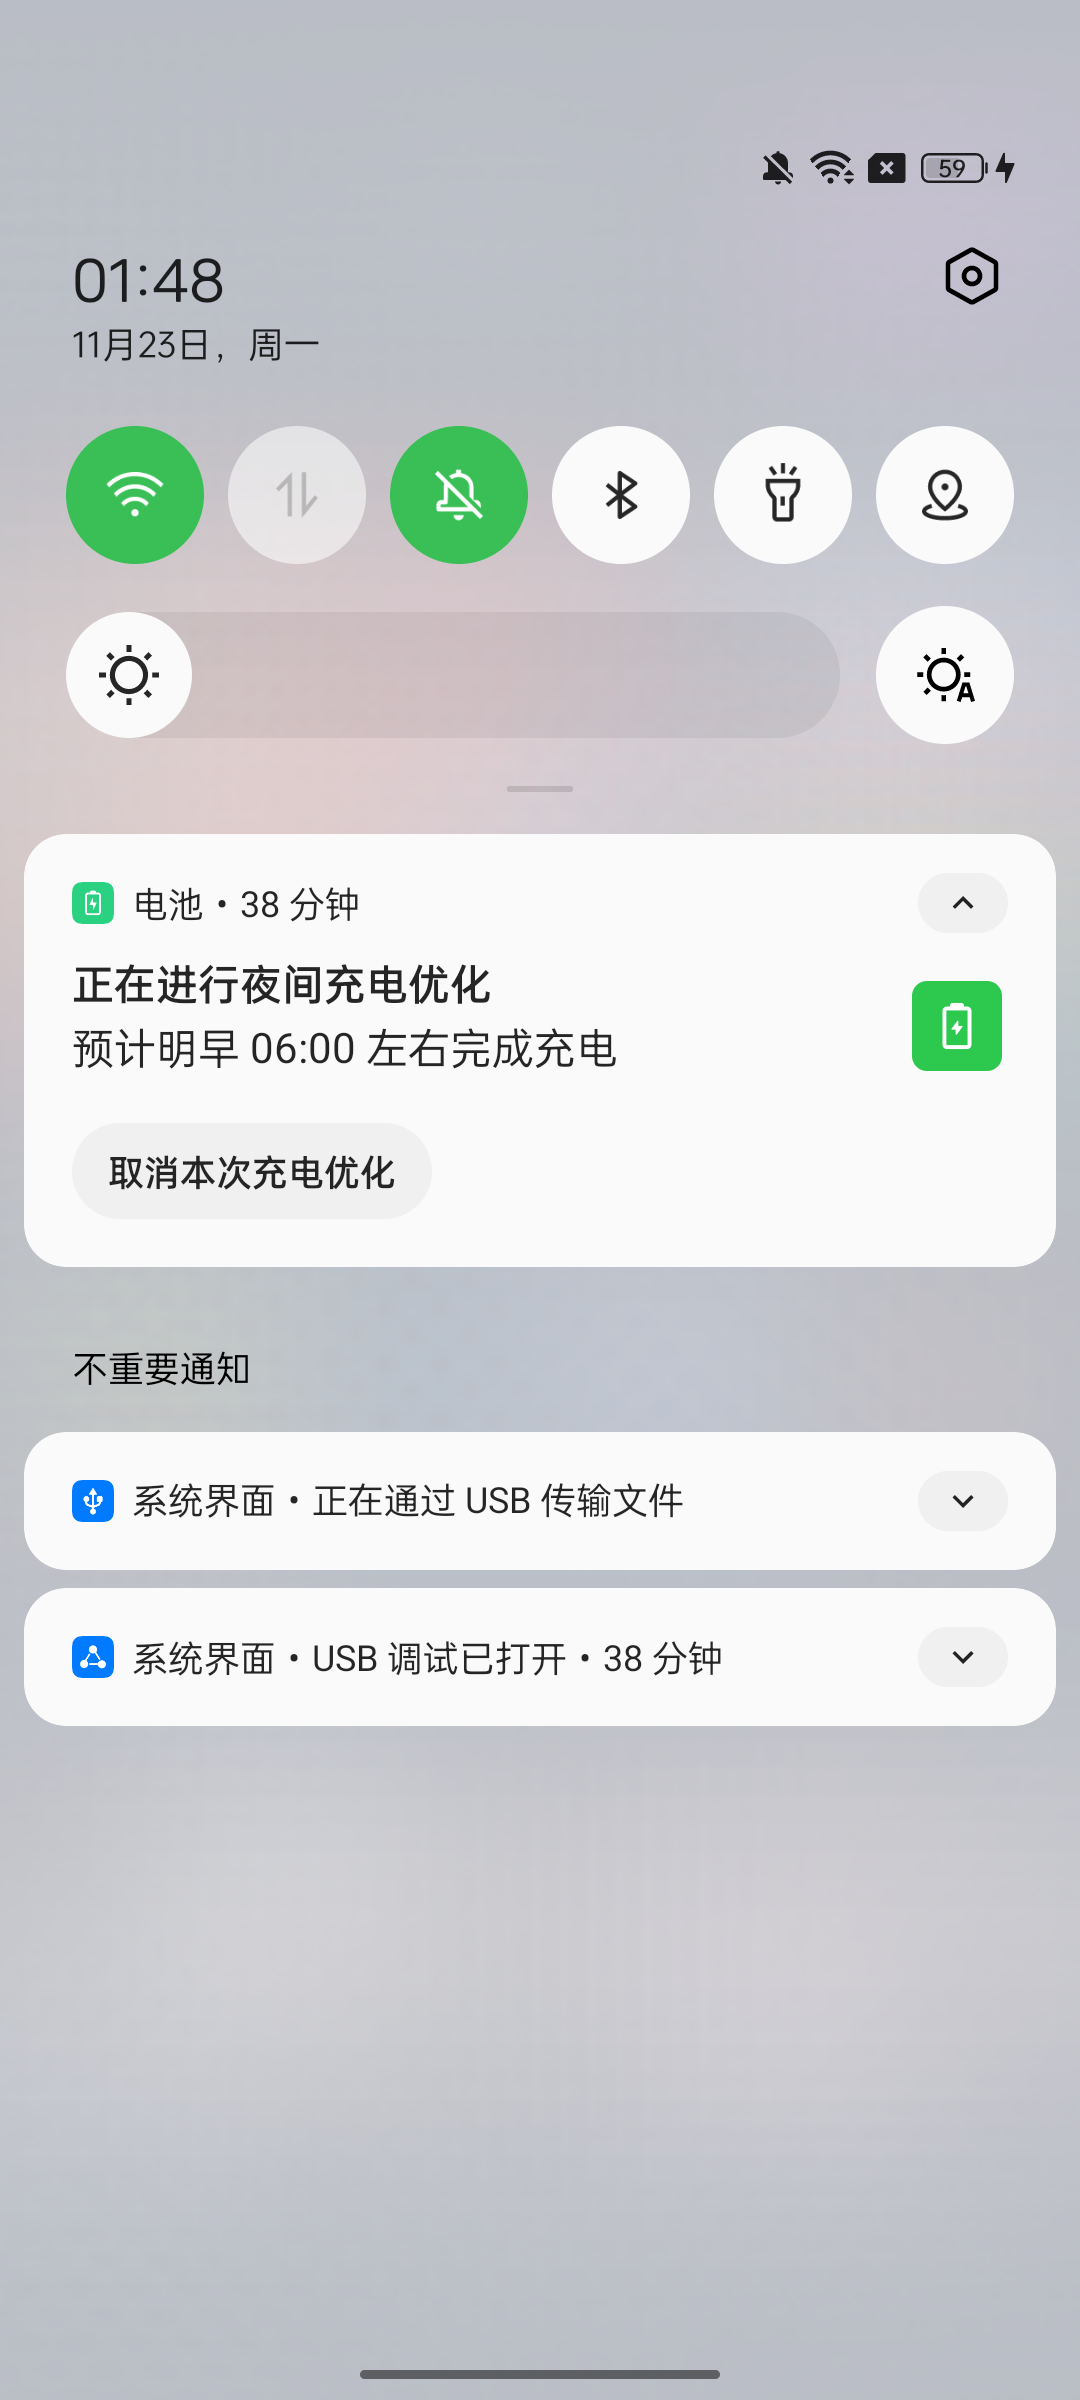 59
01:48
11月23日，周一
A
电池 • 38 分钟
正在进行夜间充电优化
预计明早 06:00 左右完成充电
取消本次充电优化
不重要通知
系统界面 • 正在通过 USB 传输文件
系统界面 • USB 调试已打开 • 38 分钟